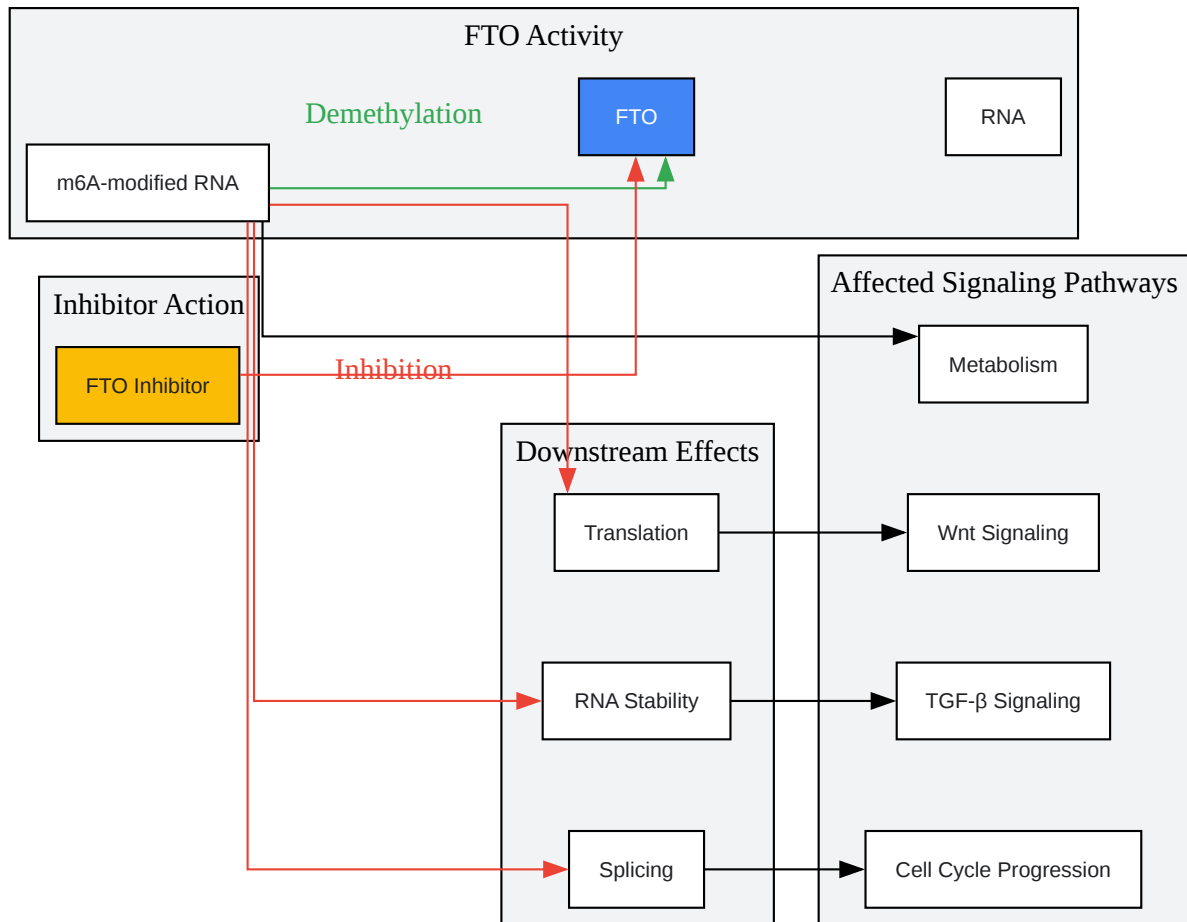 FTO Activity
Demethylation
FTO
RNA
m6A-modified RNA
Inhibitor Action
FTO Inhibitor
Inhibition
Affected Signaling Pathways
Metabolism
Downstream Effects
Translation
Wnt Signaling
RNA Stability
TGF-β Signaling
Splicing
Cell Cycle Progression